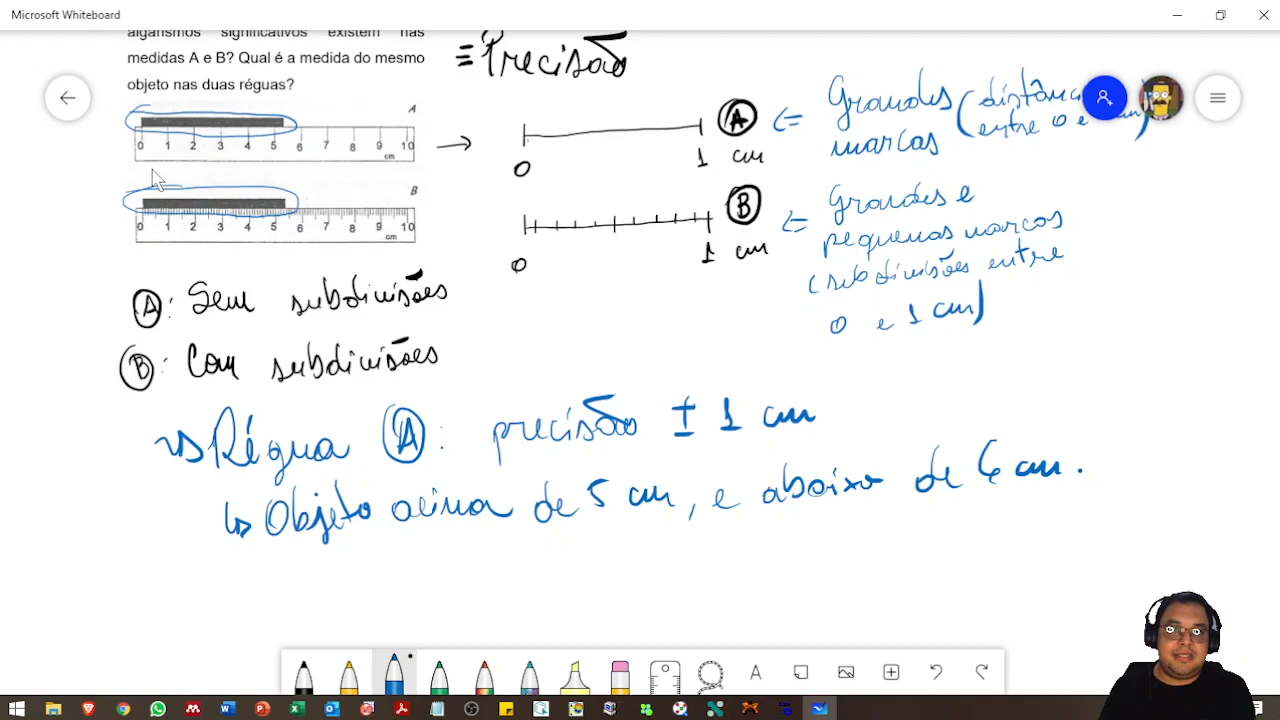 Microsoft Whiteboard
algarismos significativos existem nas
medidas A e B? Qual é a medida do mesmo
objeto nas duas réguas?
≡ Precisão
A
0 1 2 3 4 5 6 7 8 9 10
cm
B
0 1 2 3 4 5 6 7 8 9 10
cm
0 1 cm A
⇐ Grandes marcas (distância entre 0 e cm)
0 1 cm B
⇐ Grandes e
pequenas marcas
(subdivisões entre
0 e 1 cm)
A: Sem subdivisões
B: Com subdivisões
Régua A: precisão ± 1 cm
↳ Objeto acima de 5 cm, e abaixo de 6 cm.
A